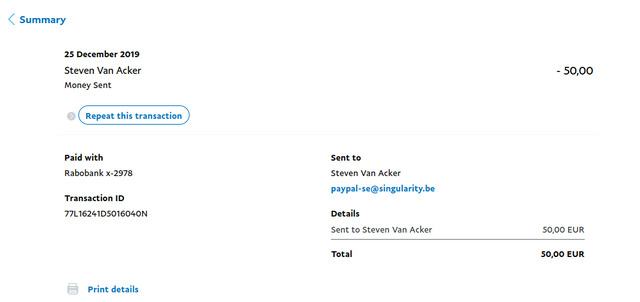 Summary
25 December 2019
Steven Van Acker
- 50,00
Money Sent
Repeat this transaction
Paid with
Rabobank x-2978
Transaction ID
77L16241D5016040N
Sent to
Steven Van Acker
paypal-se@singularity.be
Details
Sent to Steven Van Acker 50,00 EUR
Total 50,00 EUR
Print details